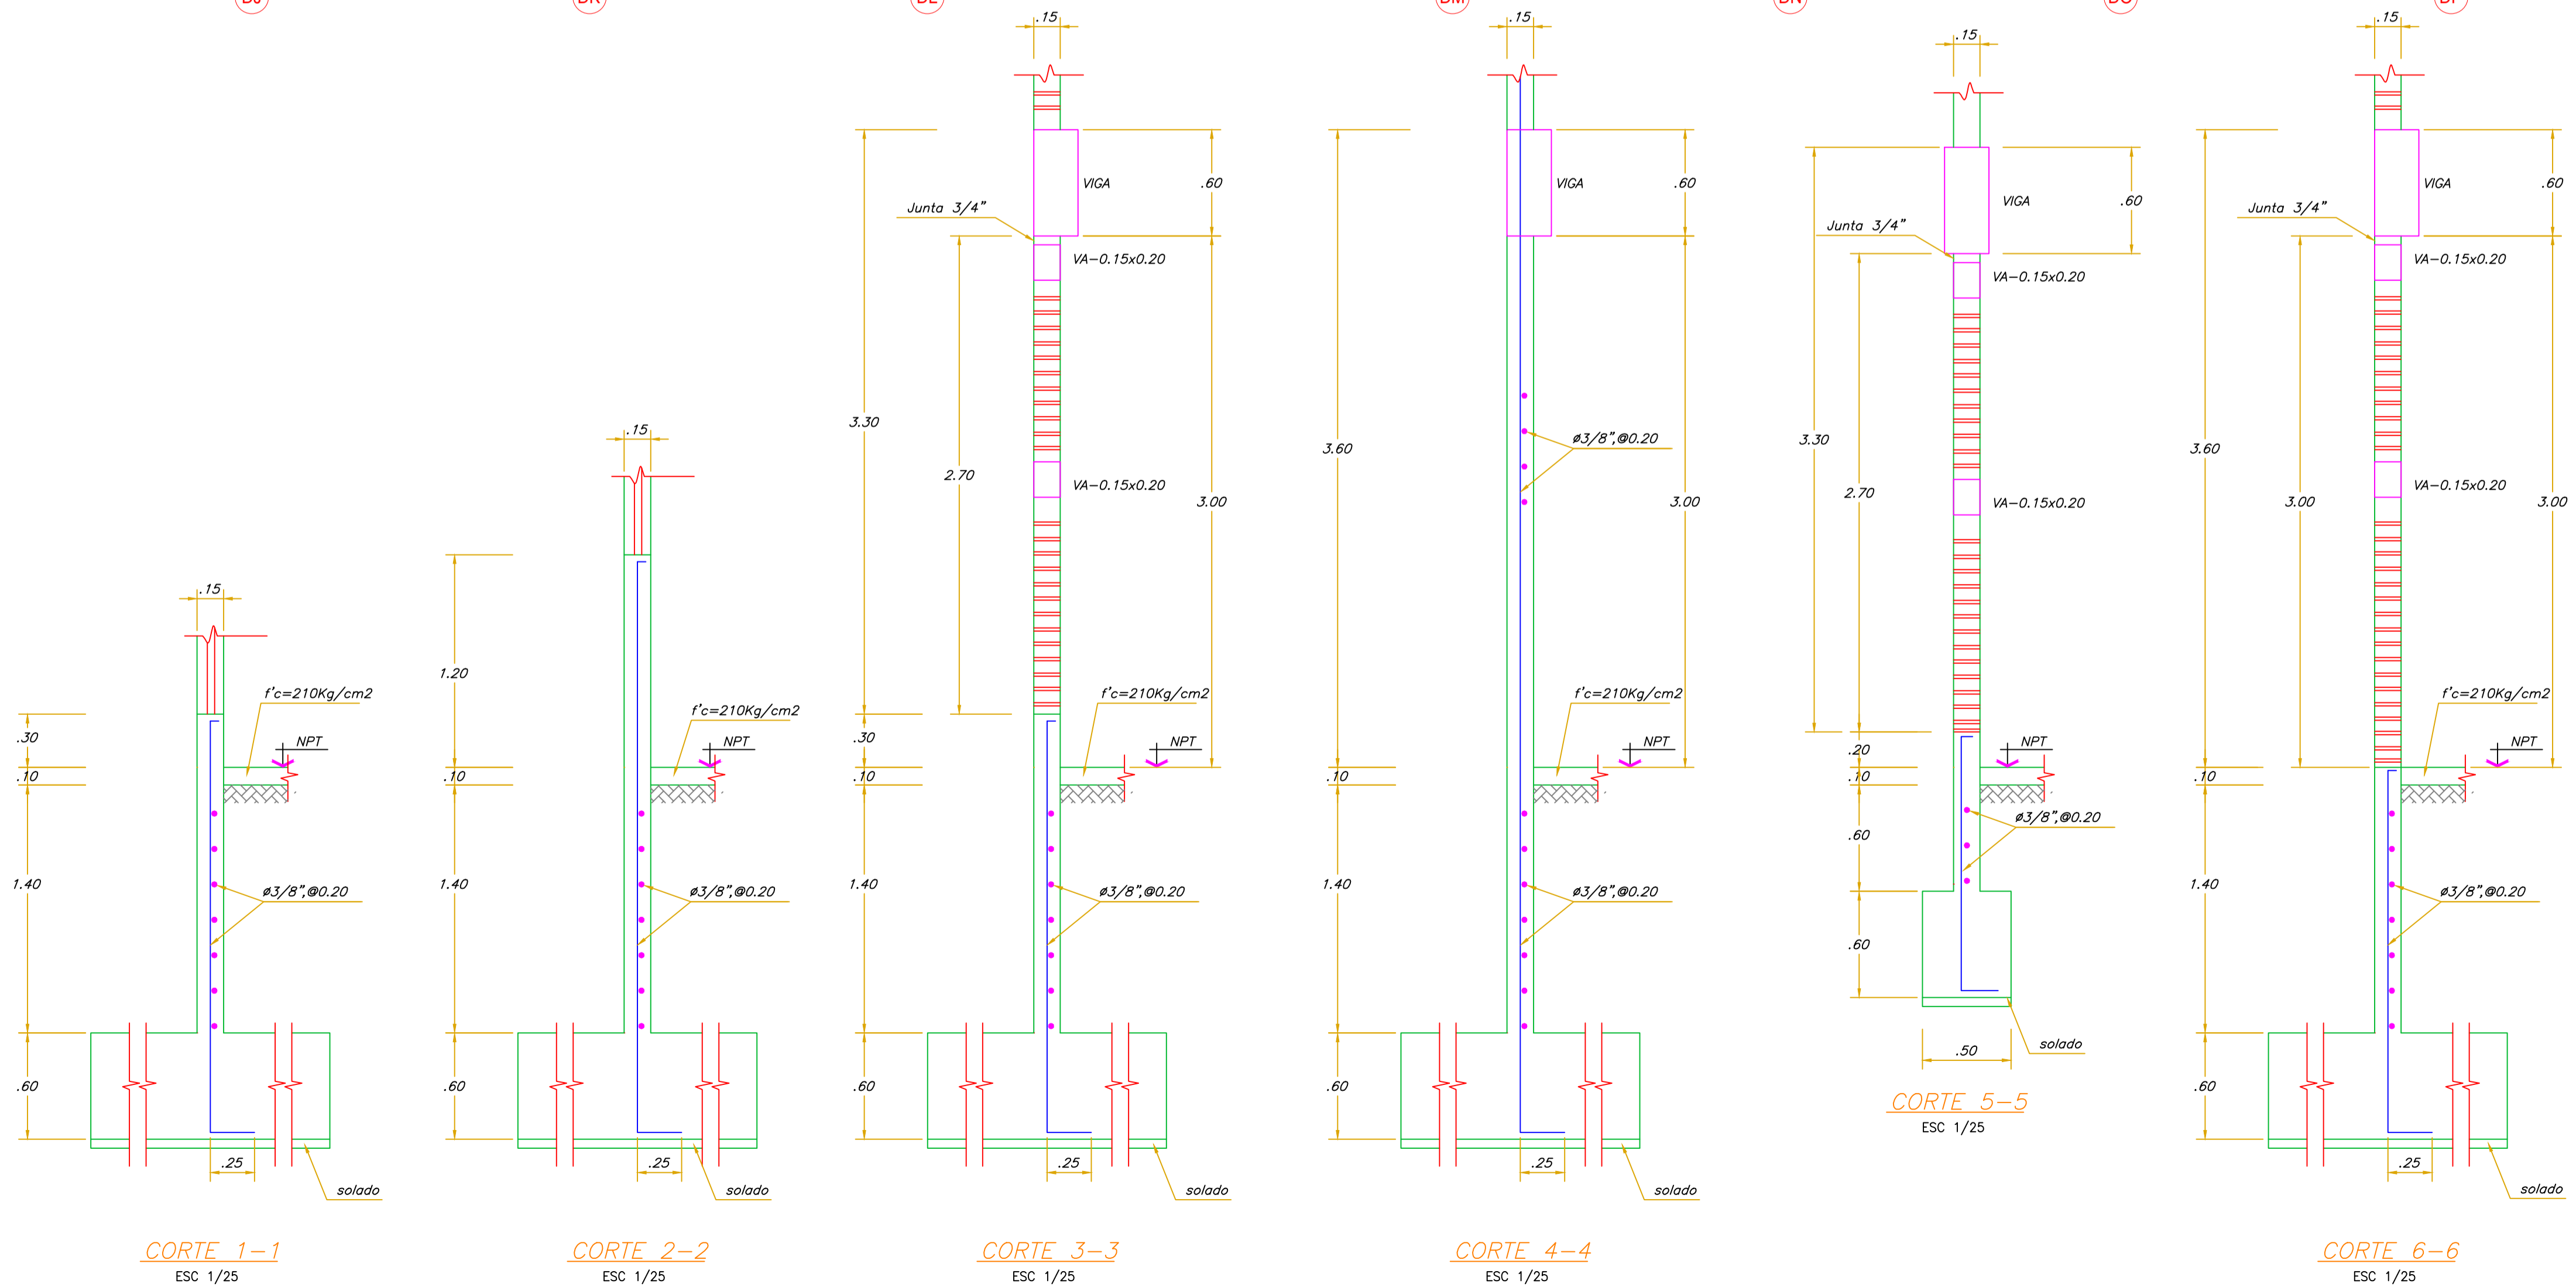 .15
f'c=210Kg/cm2
NPT
.30
.10
1.40
ø3/8",@0.20
.60
.25
solado
CORTE 1-1
ESC 1/25
.15
1.20
f'c=210Kg/cm2
NPT
.10
1.40
ø3/8",@0.20
.60
.25
solado
CORTE 2-2
ESC 1/25
.15
VIGA
.60
Junta 3/4"
VA-0.15x0.20
3.30
2.70
VA-0.15x0.20
3.00
f'c=210Kg/cm2
NPT
.30
.10
1.40
ø3/8",@0.20
.60
.25
solado
CORTE 3-3
ESC 1/25
.15
VIGA
.60
3.60
ø3/8",@0.20
3.00
f'c=210Kg/cm2
NPT
.10
1.40
ø3/8",@0.20
.60
.25
solado
CORTE 4-4
ESC 1/25
.15
VIGA
.60
Junta 3/4"
VA-0.15x0.20
3.30
2.70
VA-0.15x0.20
NPT
.20
.10
ø3/8",@0.20
.60
.60
.50
solado
CORTE 5-5
ESC 1/25
.15
VIGA
.60
Junta 3/4"
VA-0.15x0.20
3.60
3.00
VA-0.15x0.20
3.00
f'c=210Kg/cm2
NPT
.10
1.40
ø3/8",@0.20
.60
.25
solado
CORTE 6-6
ESC 1/25